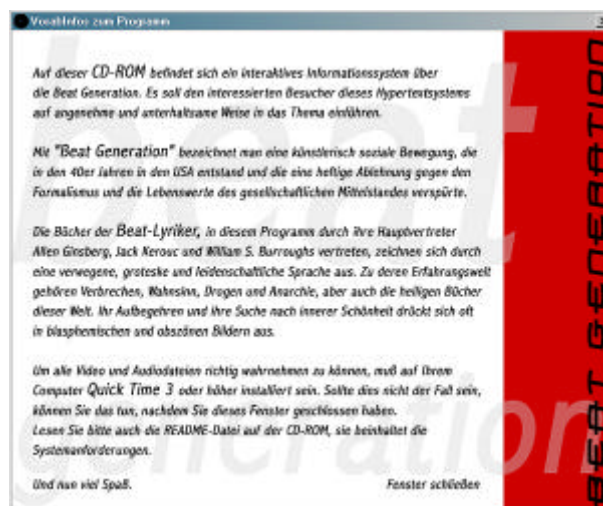 Vorabinfos zum Programm
Auf dieser CD-ROM befindet sich ein interaktives Informationssystem über
die Beat Generation. Es soll den interessierten Besucher dieses Hypertextsystems
auf angenehme und unterhaltsame Weise in das Thema einführen.
Mit "Beat Generation" bezeichnet man eine künstlerisch soziale Bewegung, die
in den 40er Jahren in den USA entstand und die eine heftige Ablehnung gegen den
Formalismus und die Lebenswerte des gesellschaftlichen Mittelstandes verspürte.
Die Bücher der Beat-Lyriker, in diesem Programm durch ihre Hauptvertreter
Allen Ginsberg, Jack Kerouc und William S. Burroughs vertreten, zeichnen sich durch
eine verwegene, groteske und leidenschaftliche Sprache aus. Zu deren Erfahrungswelt
gehören Verbrechen, Wahnsinn, Drogen und Anarchie, aber auch die heiligen Bücher
dieser Welt. Ihr Aufbegehren und ihre Suche nach innerer Schönheit drückt sich oft
in blasphemischen und obszönen Bildern aus.
Um alle Video und Audiodateien richtig wahrnehmen zu können, muß auf Ihrem
Computer Quick Time 3 oder höher installiert sein. Sollte dies nicht der Fall sein,
können Sie das tun, nachdem Sie dieses Fenster geschlossen haben.
Lesen Sie bitte auch die README-Datei auf der CD-ROM, sie beinhaltet die
Systemanforderungen.
Und nun viel Spaß. Fenster schließen
beat
generation
BEAT GENERATION